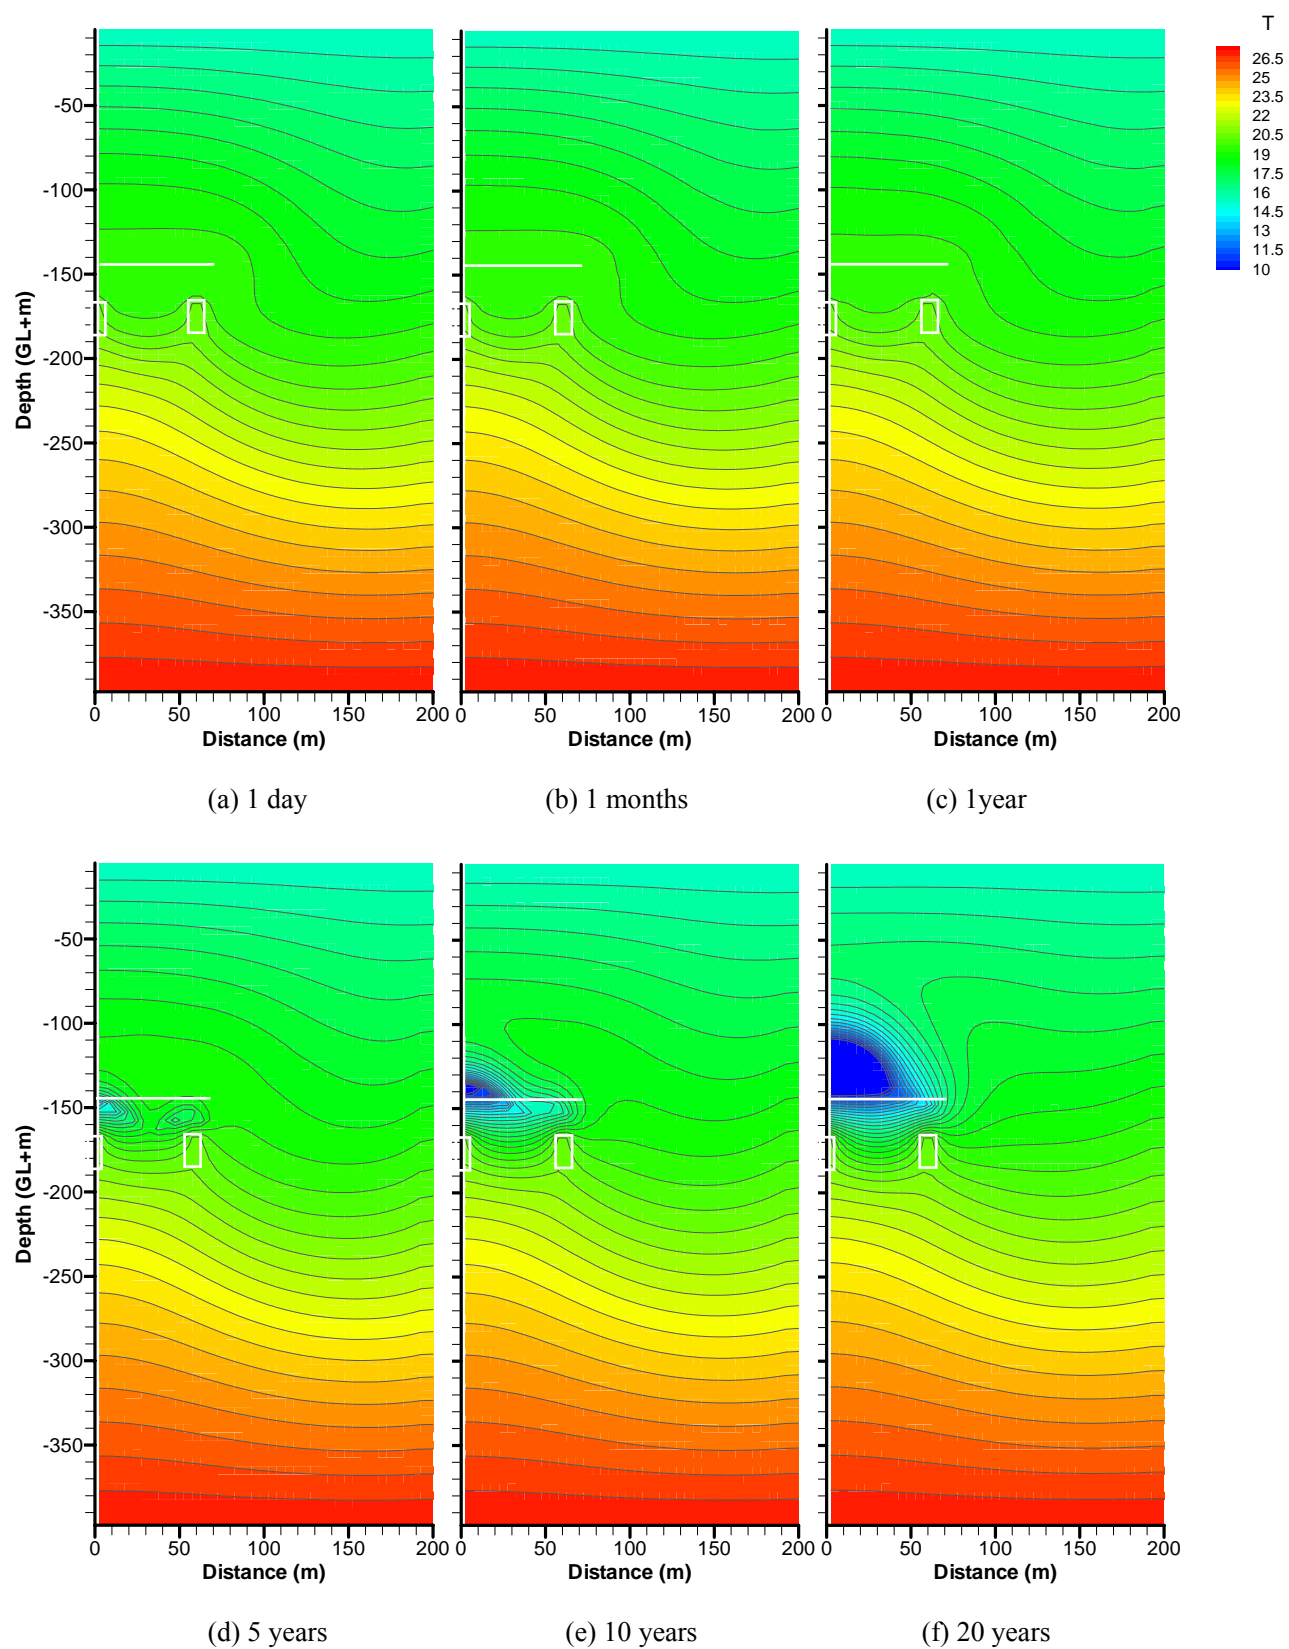 T
26.5
25
23.5
22
20.5
19
17.5
16
14.5
13
11.5
10
Depth (GL+m)
-50
-100
-150
-200
-250
-300
-350
0 50 100 150 200
Distance (m)
0 50 100 150 200
Distance (m)
0 50 100 150 200
Distance (m)
(a) 1 day
(b) 1 months
(c) 1year
Depth (GL+m)
-50
-100
-150
-200
-250
-300
-350
0 50 100 150 200
Distance (m)
0 50 100 150 200
Distance (m)
0 50 100 150 200
Distance (m)
(d) 5 years
(e) 10 years
(f) 20 years